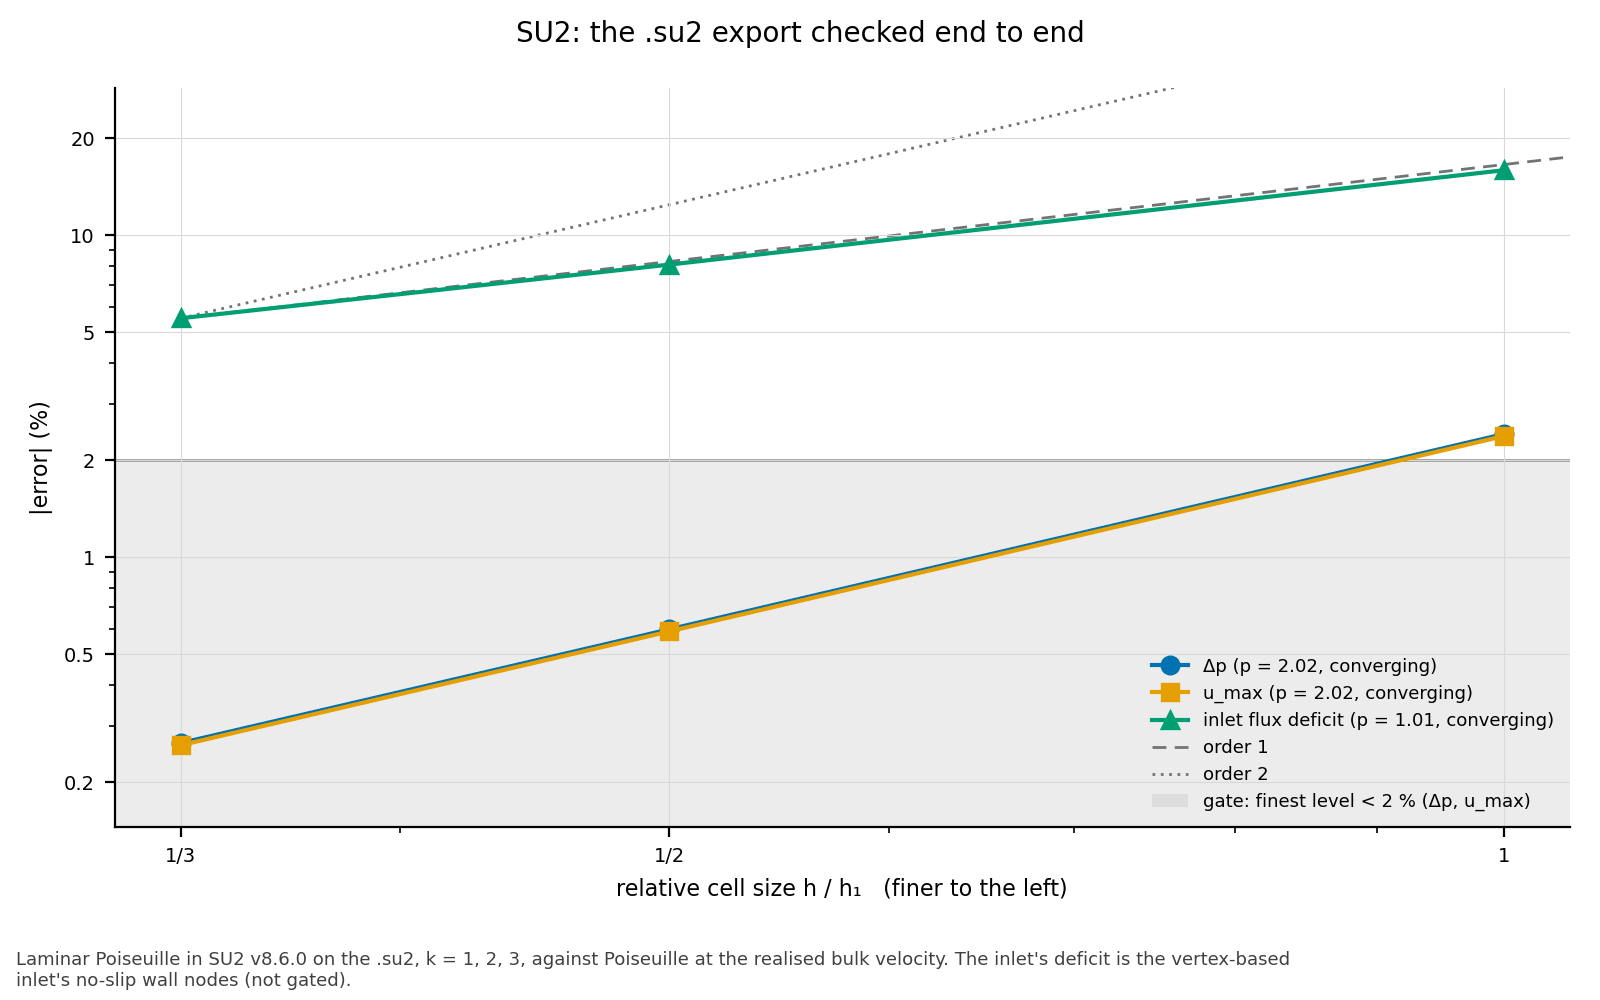 SU2: the .su2 export checked end to end
|error| (%)
20
10
5
2
1
0.5
0.2
Δp (p = 2.02, converging)
u_max (p = 2.02, converging)
inlet flux deficit (p = 1.01, converging)
order 1
order 2
gate: finest level < 2 % (Δp, u_max)
1/3 1/2 1
relative cell size h / h₁ (finer to the left)
Laminar Poiseuille in SU2 v8.6.0 on the .su2, k = 1, 2, 3, against Poiseuille at the realised bulk velocity. The inlet's deficit is the vertex-based
inlet's no-slip wall nodes (not gated).